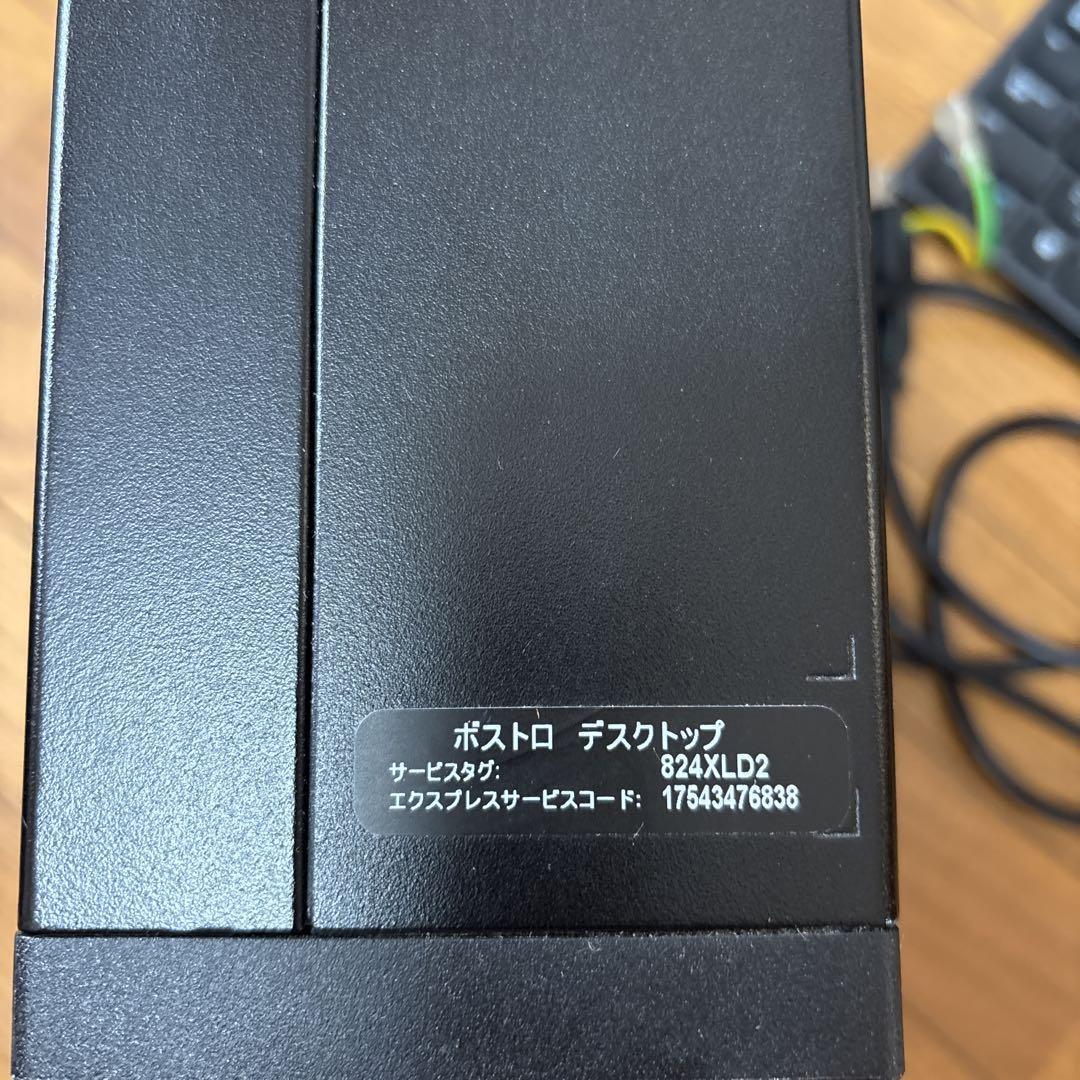 ボストロ デスクトップ
サービスタグ: 824XLD2
エクスプレスサービスコード: 17543476838